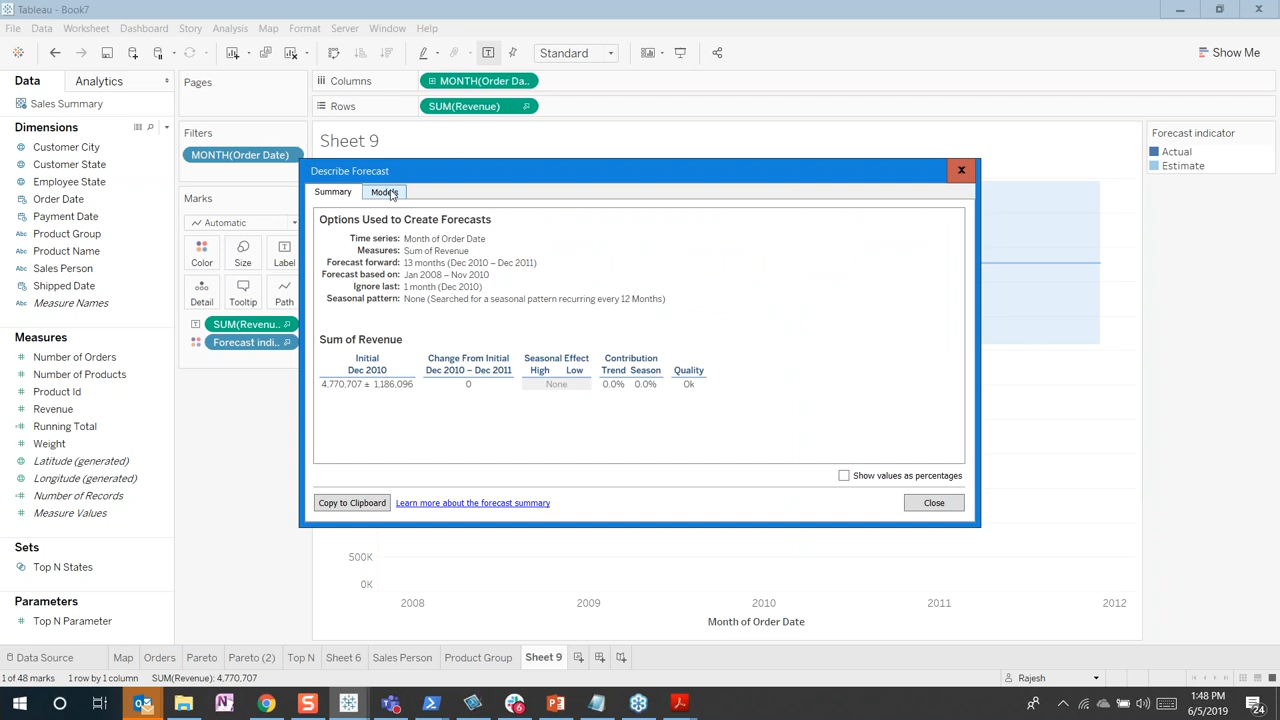 Tableau - Book7
File Data Worksheet Dashboard Story Analysis Map Format Server Window Help
Standard
Show Me
Data Analytics
Sales Summary
Dimensions
Customer City
Customer State
Employee State
Order Date
Payment Date
Abc Product Group
Abc Product Name
Abc Sales Person
Shipped Date
Abc Measure Names
Measures
Number of Orders
Number of Products
Product Id
Revenue
Running Total
Weight
Latitude (generated)
Longitude (generated)
Number of Records
Measure Values
Sets
Top N States
Parameters
Top N Parameter
Pages
Filters
MONTH(Order Date)
Marks
Automatic
Color Size Label
Detail Tooltip Path
SUM(Revenu..
Forecast indi..
Columns MONTH(Order Da..
Rows SUM(Revenue)
Sheet 9
Describe Forecast
Summary Models
Options Used to Create Forecasts
Time series: Month of Order Date
Measures: Sum of Revenue
Forecast forward: 13 months (Dec 2010 – Dec 2011)
Forecast based on: Jan 2008 – Nov 2010
Ignore last: 1 month (Dec 2010)
Seasonal pattern: None (Searched for a seasonal pattern recurring every 12 Months)
Sum of Revenue
Initial Change From Initial Seasonal Effect Contribution
Dec 2010 Dec 2010 – Dec 2011 High Low Trend Season Quality
4,770,707 ± 1,186,096 0 None 0.0% 0.0% Ok
Show values as percentages
Copy to Clipboard Learn more about the forecast summary Close
500K
0K
2008 2009 2010 2011 2012
Month of Order Date
Forecast indicator
Actual
Estimate
Data Source Map Orders Pareto Pareto (2) Top N Sheet 6 Sales Person Product Group Sheet 9
1 of 48 marks 1 row by 1 column SUM(Revenue): 4,770,707 Rajesh
1:48 PM
6/5/2019
24